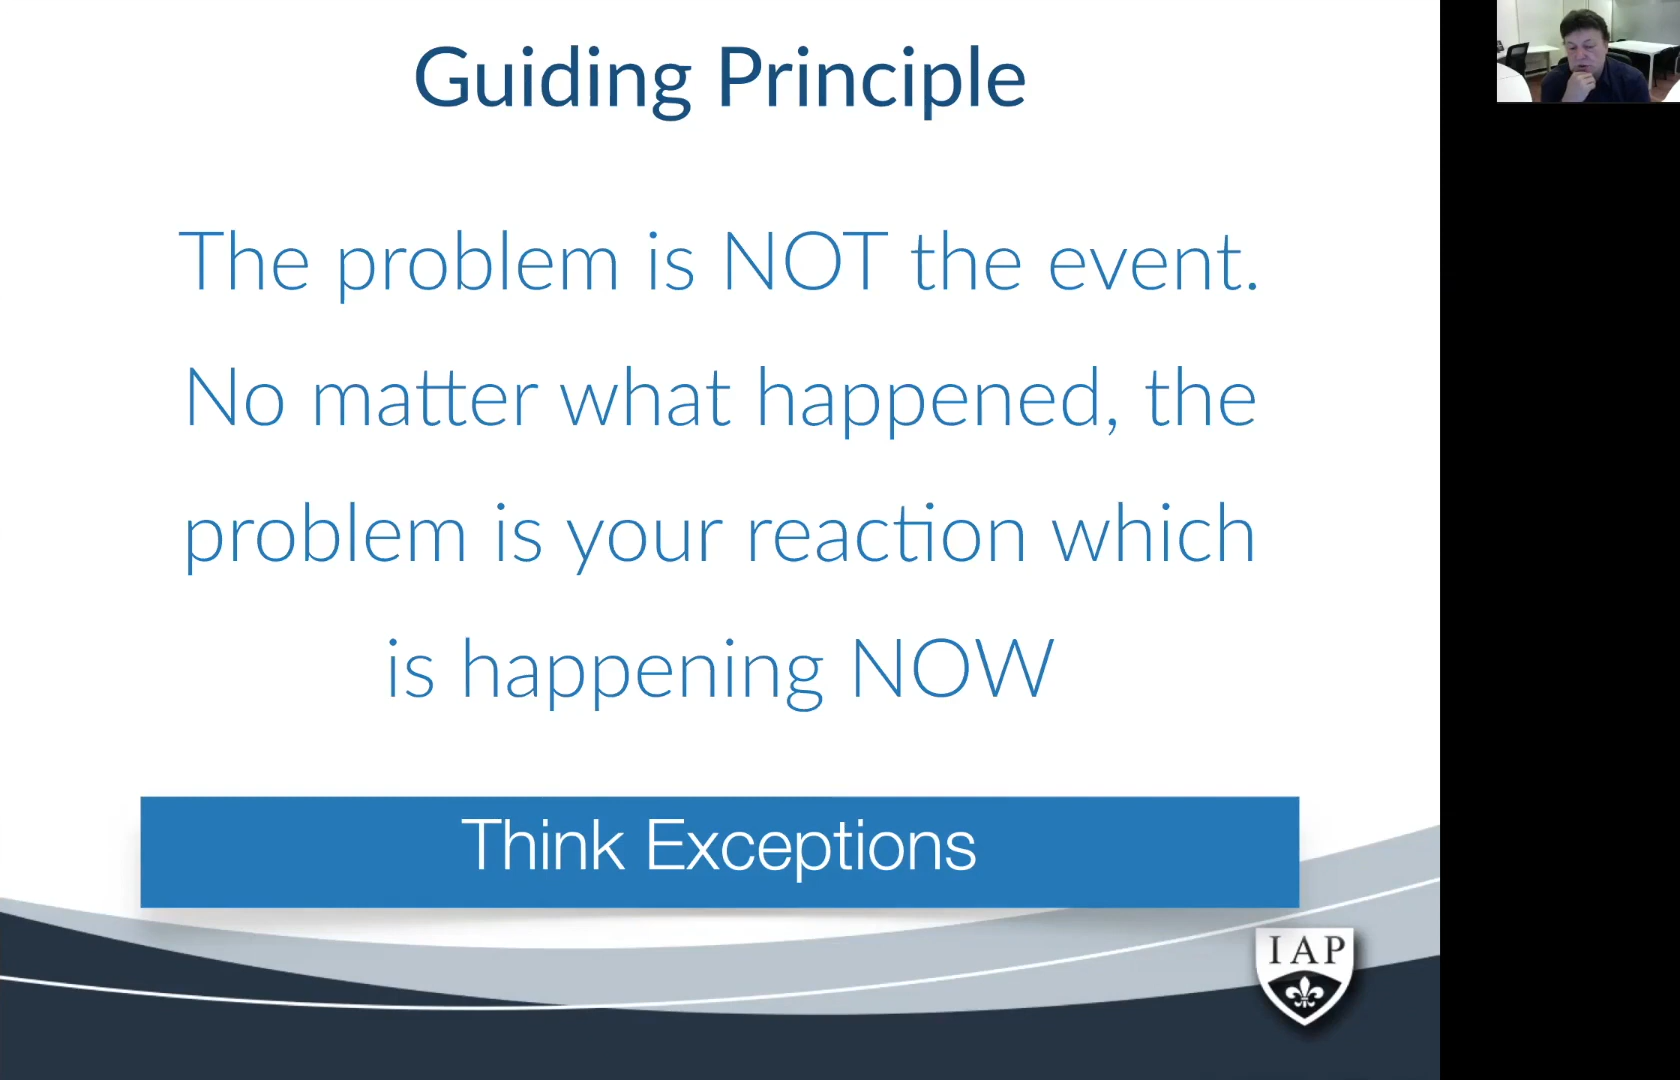 Guiding Principle
The problem is NOT the event.
No matter what happened, the
problem is your reaction which
is happening NOW
Think Exceptions
IAP